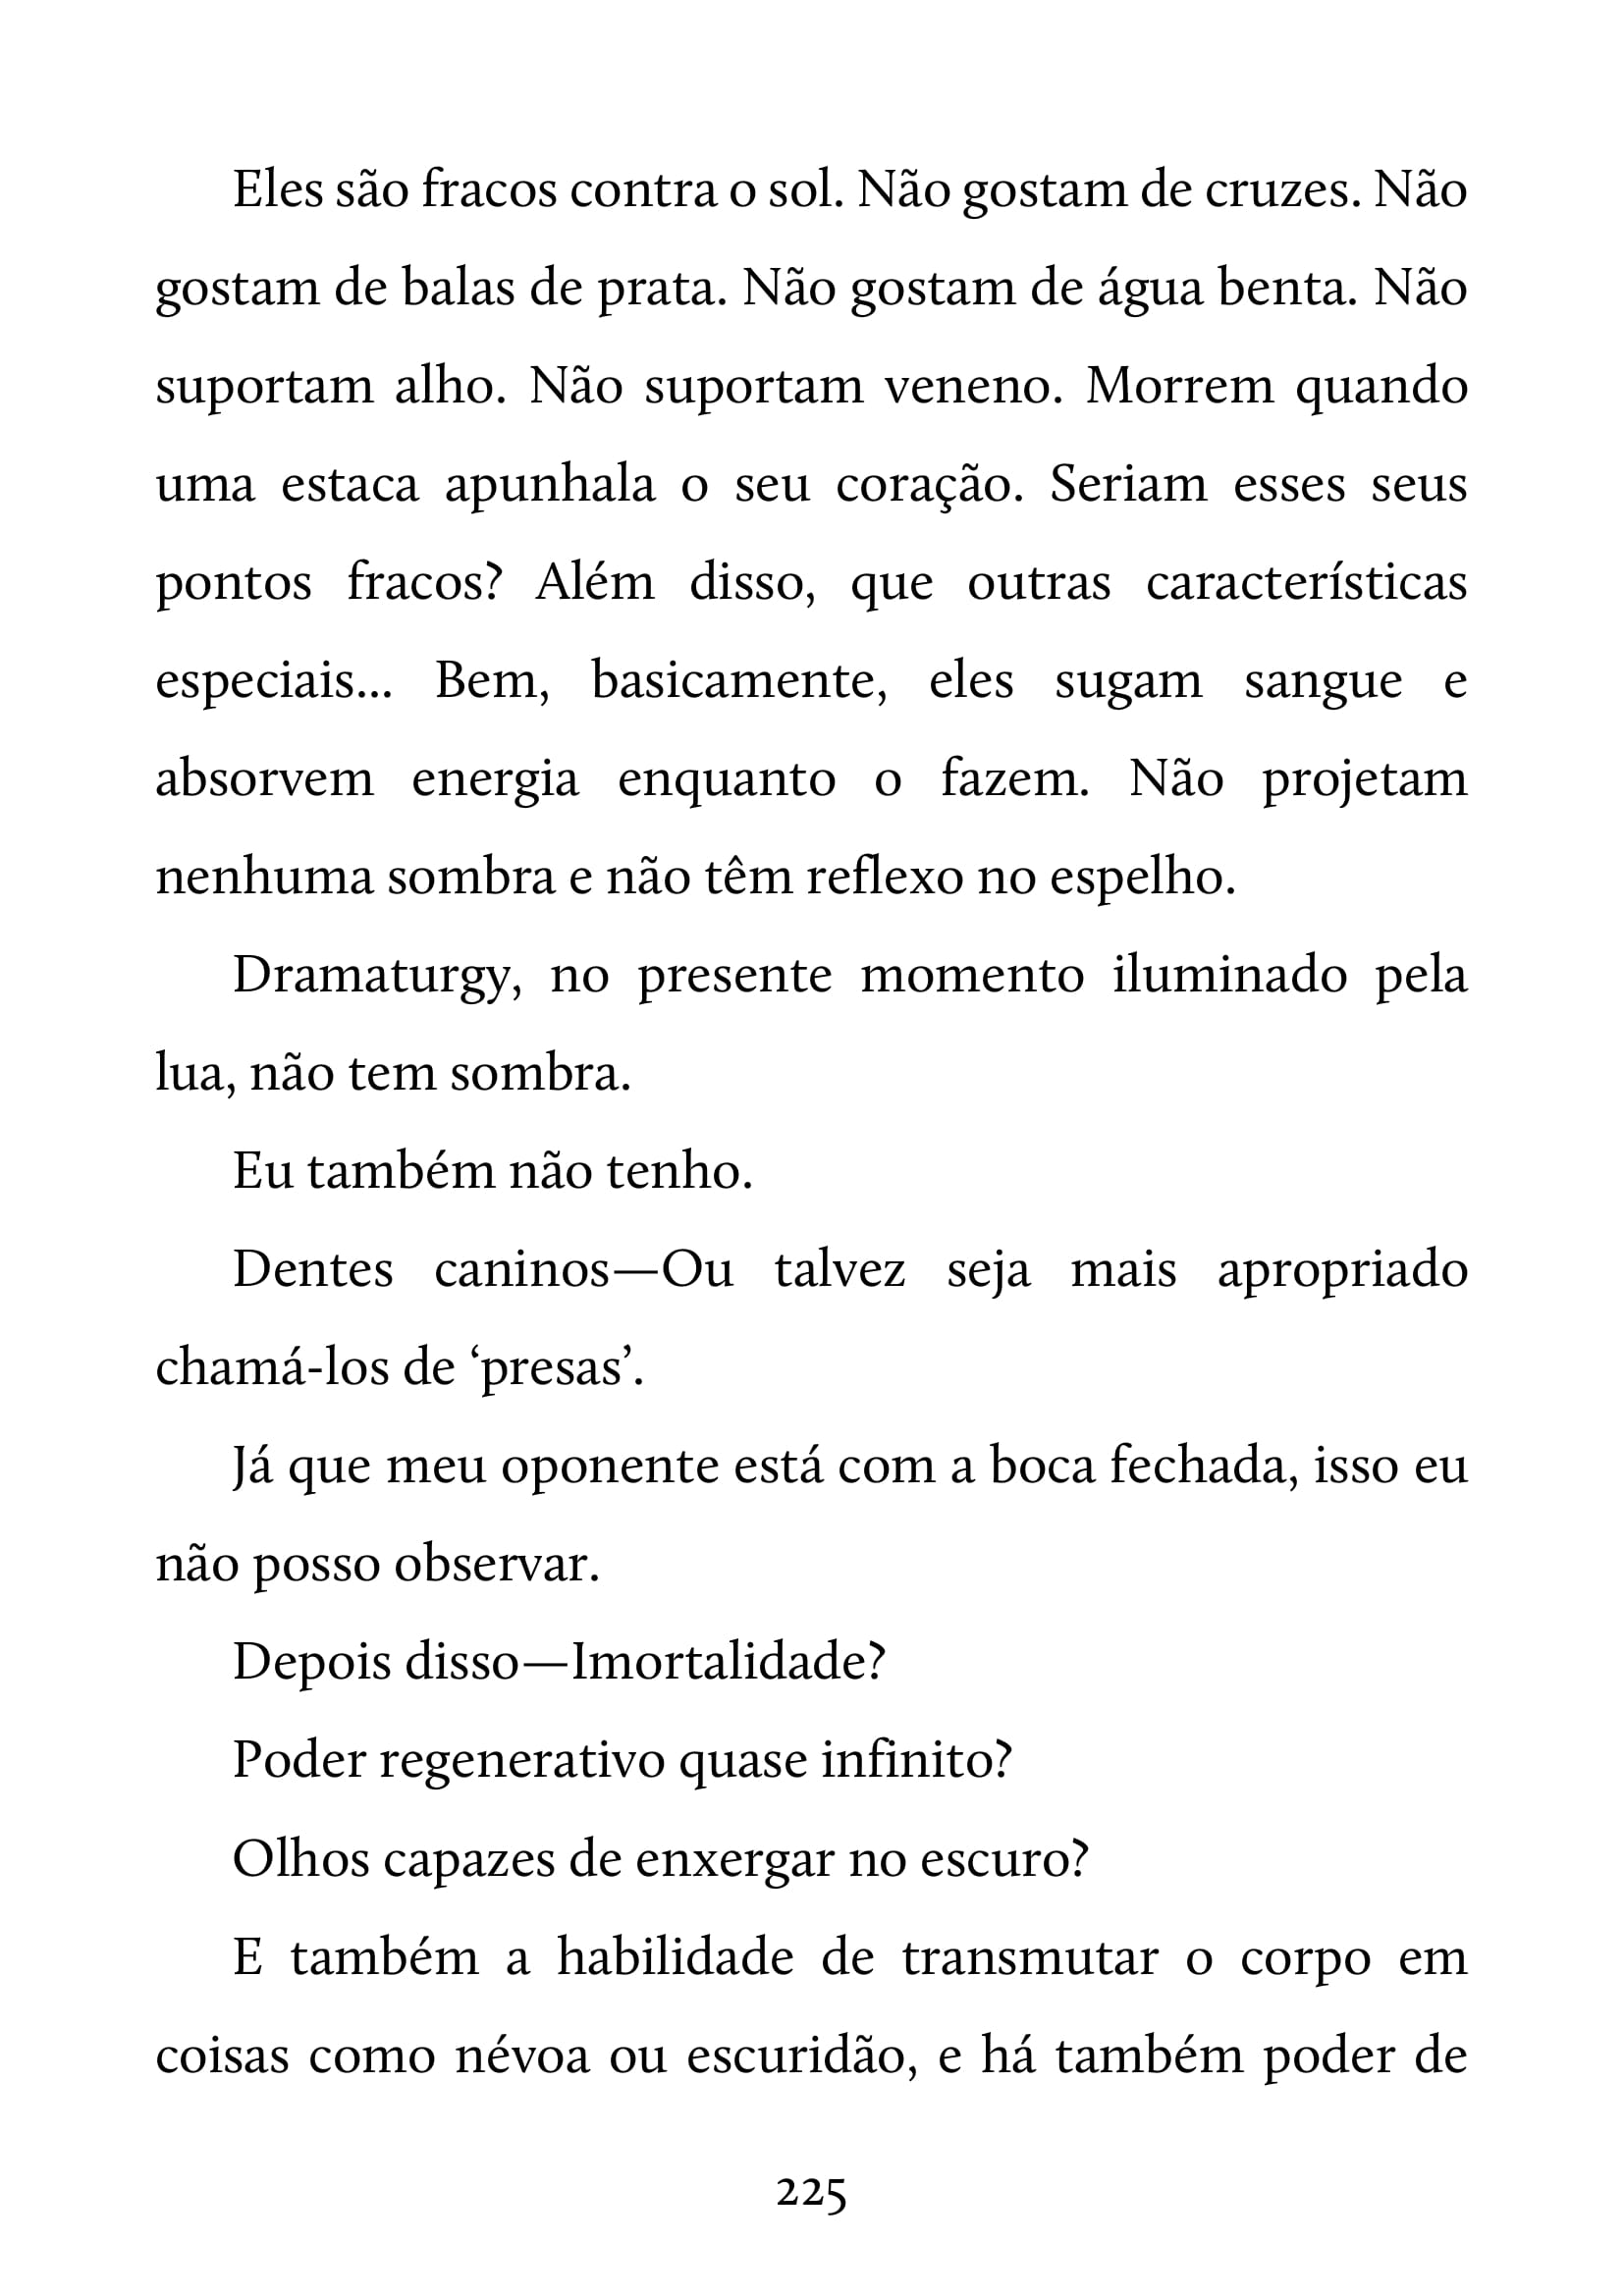 Eles são fracos contra o sol. Não gostam de cruzes. Não
gostam de balas de prata. Não gostam de água benta. Não
suportam alho. Não suportam veneno. Morrem quando
uma estaca apunhala o seu coração. Seriam esses seus
pontos fracos? Além disso, que outras características
especiais... Bem, basicamente, eles sugam sangue e
absorvem energia enquanto o fazem. Não projetam
nenhuma sombra e não têm reflexo no espelho.
Dramaturgy, no presente momento iluminado pela
lua, não tem sombra.
Eu também não tenho.
Dentes caninos—Ou talvez seja mais apropriado
chamá-los de ‘presas’.
Já que meu oponente está com a boca fechada, isso eu
não posso observar.
Depois disso—Imortalidade?
Poder regenerativo quase infinito?
Olhos capazes de enxergar no escuro?
E também a habilidade de transmutar o corpo em
coisas como névoa ou escuridão, e há também poder de
225